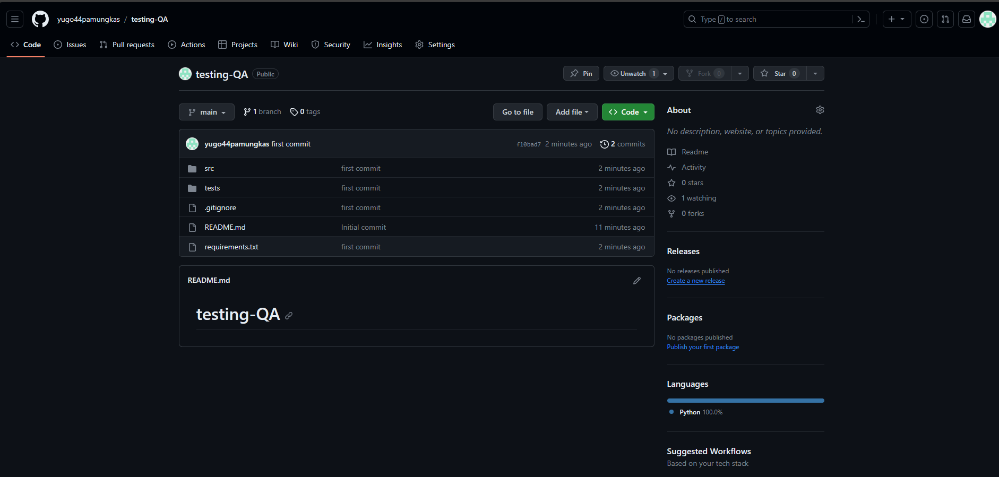 yugo44pamungkas / testing-QA
Type / to search
Code
Issues
Pull requests
Actions
Projects
Wiki
Security
Insights
Settings
testing-QA Public
Pin
Unwatch 1
Fork 0
Star 0
main
1 branch
0 tags
Go to file
Add file
Code
yugo44pamungkas first commit f10bad7 2 minutes ago 2 commits
src first commit 2 minutes ago
tests first commit 2 minutes ago
.gitignore first commit 2 minutes ago
README.md Initial commit 11 minutes ago
requirements.txt first commit 2 minutes ago
README.md
testing-QA
About
No description, website, or topics provided.
Readme
Activity
0 stars
1 watching
0 forks
Releases
No releases published
Create a new release
Packages
No packages published
Publish your first package
Languages
Python 100.0%
Suggested Workflows
Based on your tech stack